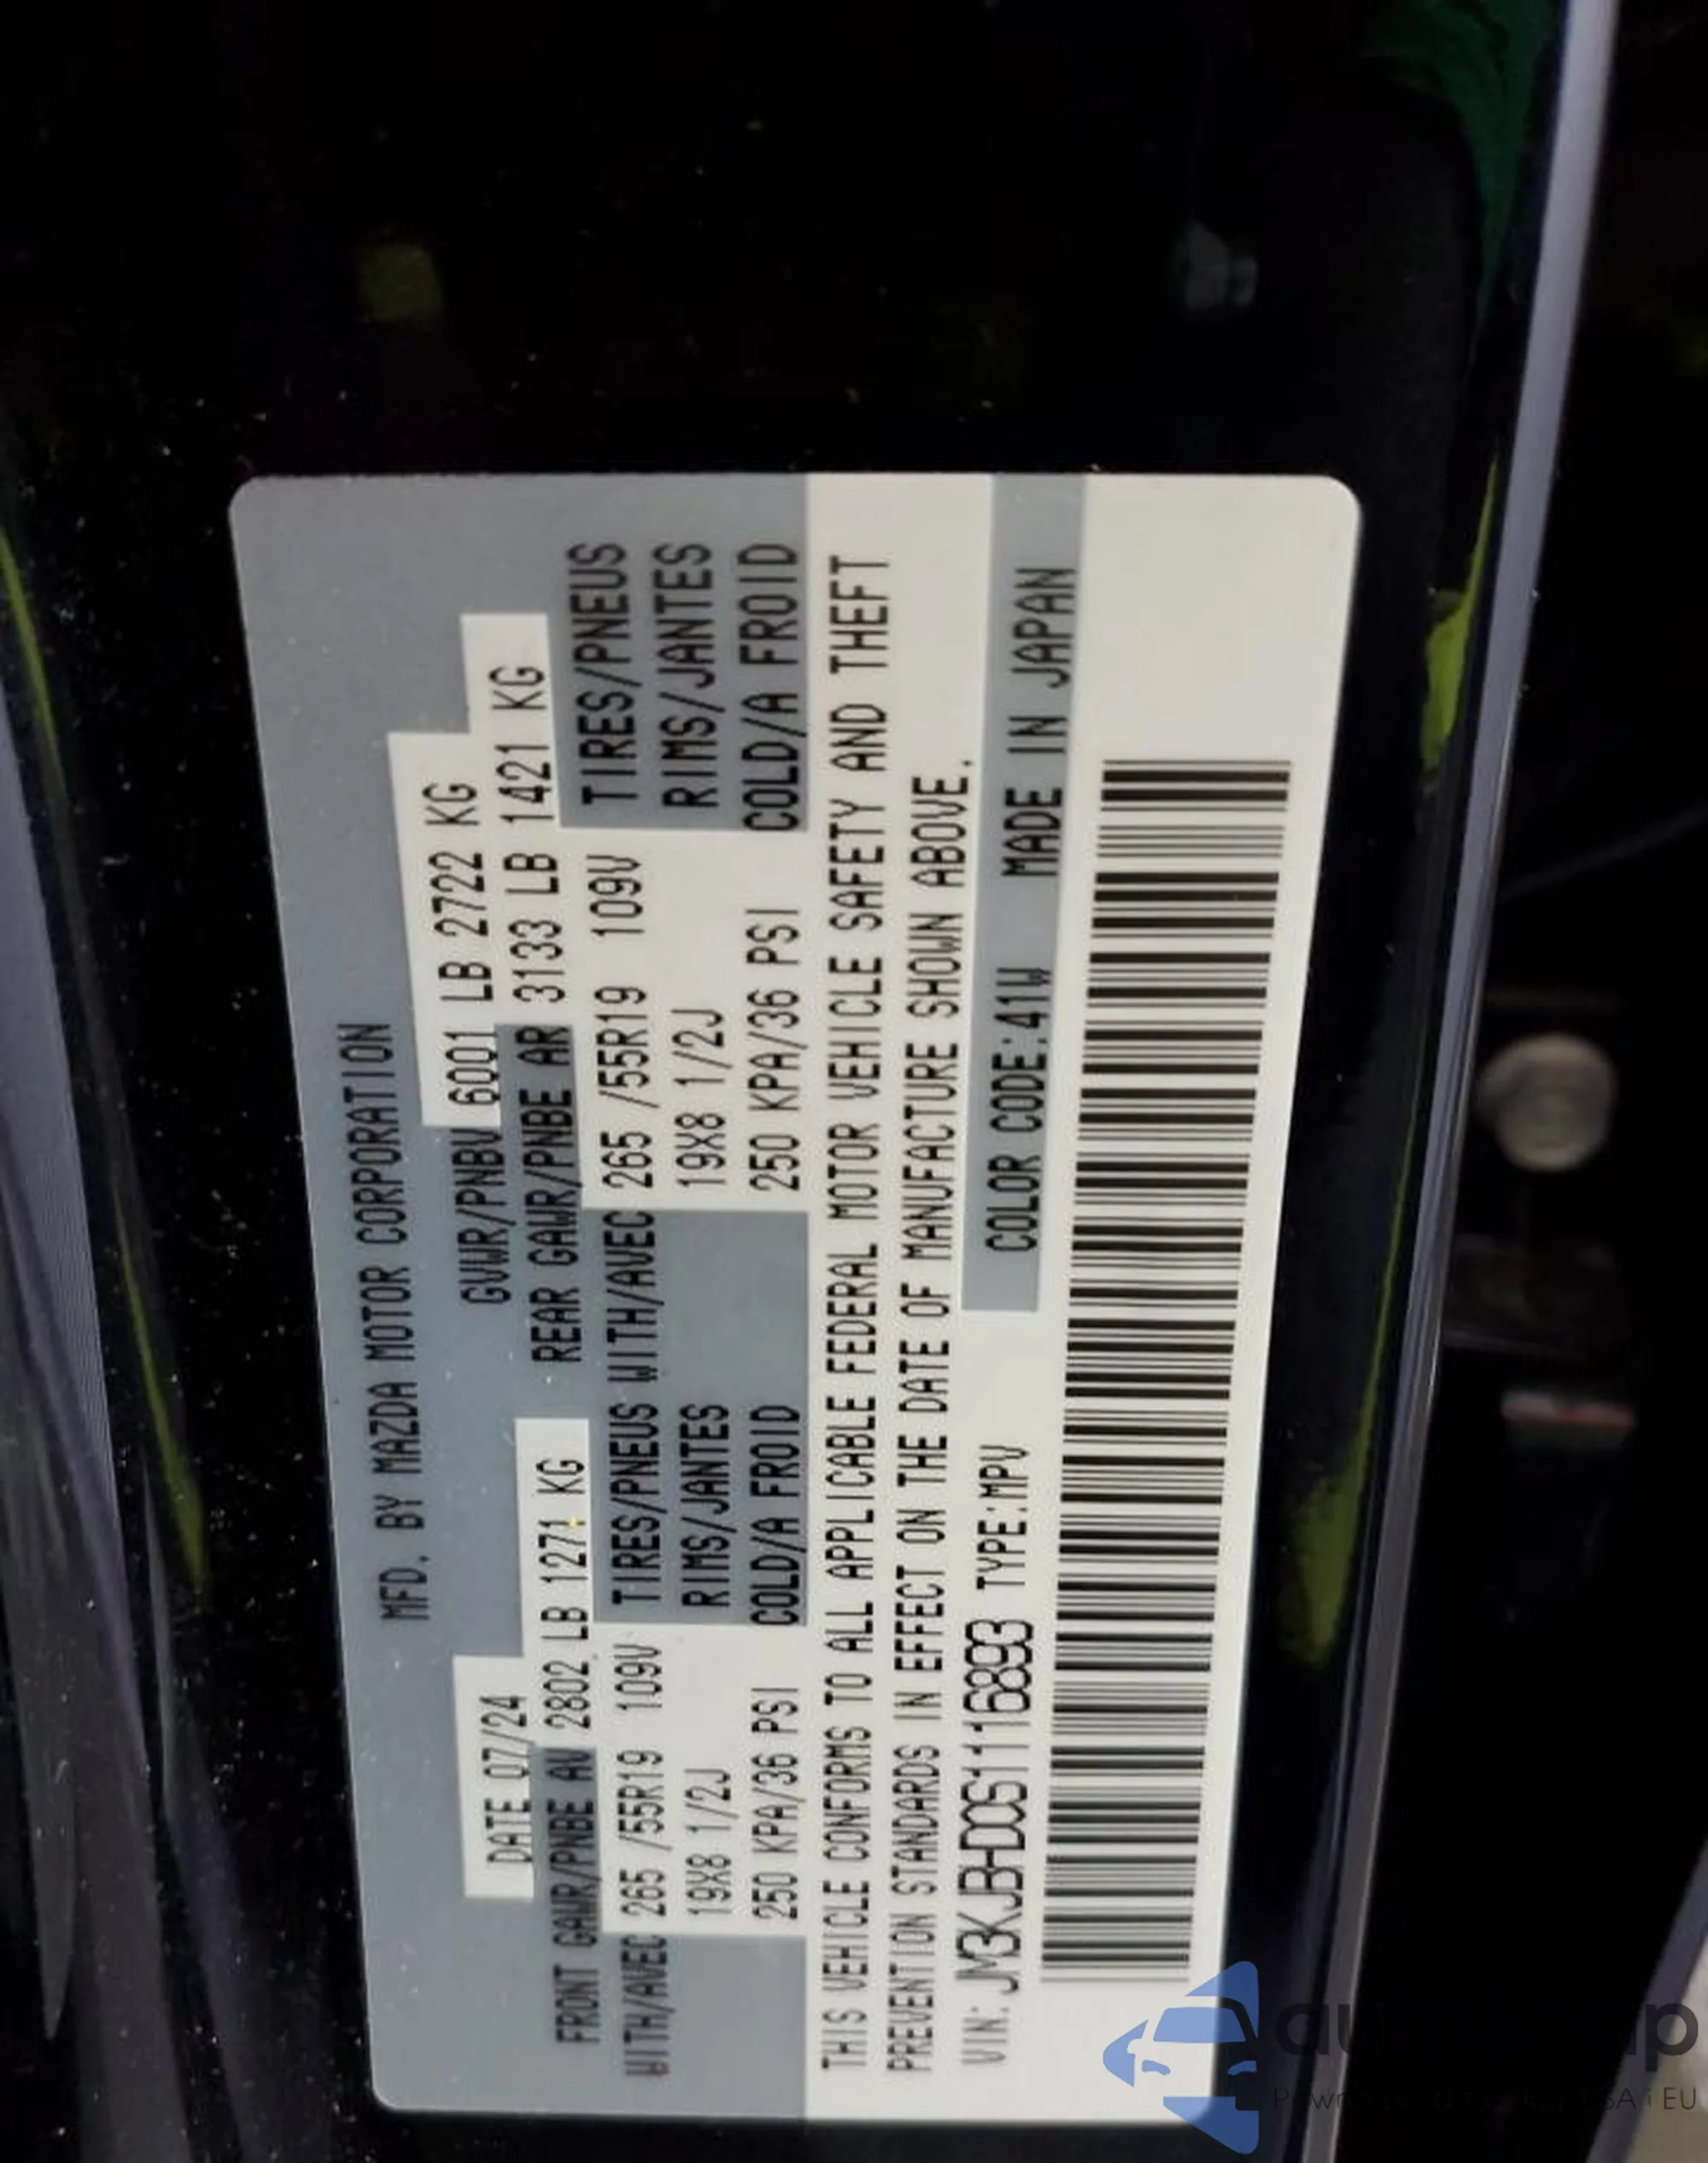 MFD. BY MAZDA MOTOR CORPORATION
DATE 07/24 GVWR/PNBV 6001 LB 2722 KG
FRONT GAWR/PNBE AV 2802 LB 1271 KG REAR GAWR/PNBE AR 3133 LB 1421 KG
WITH/AVEC 265 /55R19 109V TIRES/PNEUS WITH/AVEC 265 /55R19 109V TIRES/PNEUS
19X8 1/2J RIMS/JANTES 19X8 1/2J RIMS/JANTES
250 KPA/36 PSI COLD/A FROID 250 KPA/36 PSI COLD/A FROID
THIS VEHICLE CONFORMS TO ALL APPLICABLE FEDERAL MOTOR VEHICLE SAFETY AND THEFT
PREVENTION STANDARDS IN EFFECT ON THE DATE OF MANUFACTURE SHOWN ABOVE.
VIN: JM3KJBHD0S1116893 TYPE:MPV COLOR CODE:41W MADE IN JAPAN
EU